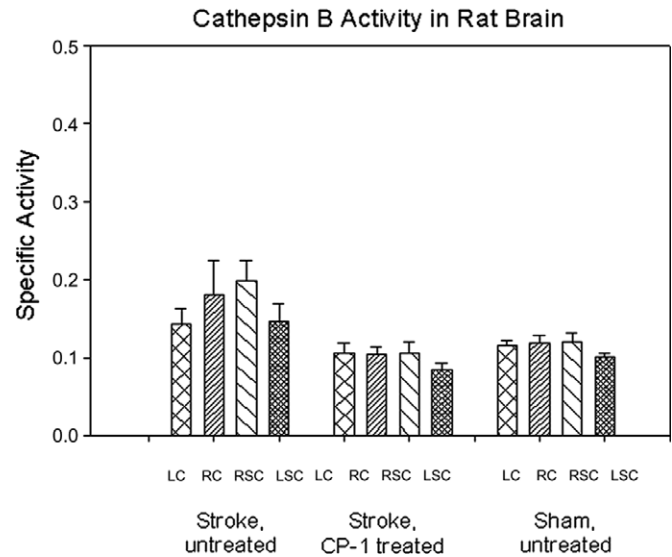 Cathepsin B Activity in Rat Brain
0.5
0.4
0.3
0.2
0.1
0.0
Specific Activity
LC RC RSC LSC LC RC RSC LSC LC RC RSC LSC
Stroke, untreated
Stroke, CP-1 treated
Sham, untreated